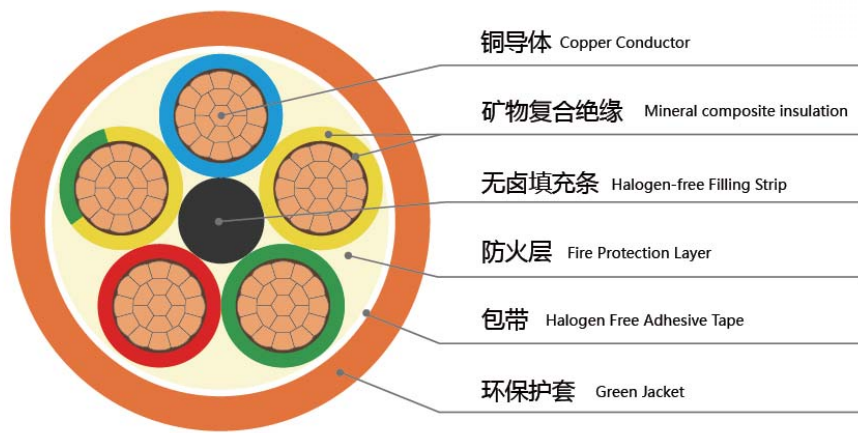 铜导体 Copper Conductor
矿物复合绝缘 Mineral composite insulation
无卤填充条 Halogen-free Filling Strip
防火层 Fire Protection Layer
包带 Halogen Free Adhesive Tape
环保护套 Green Jacket